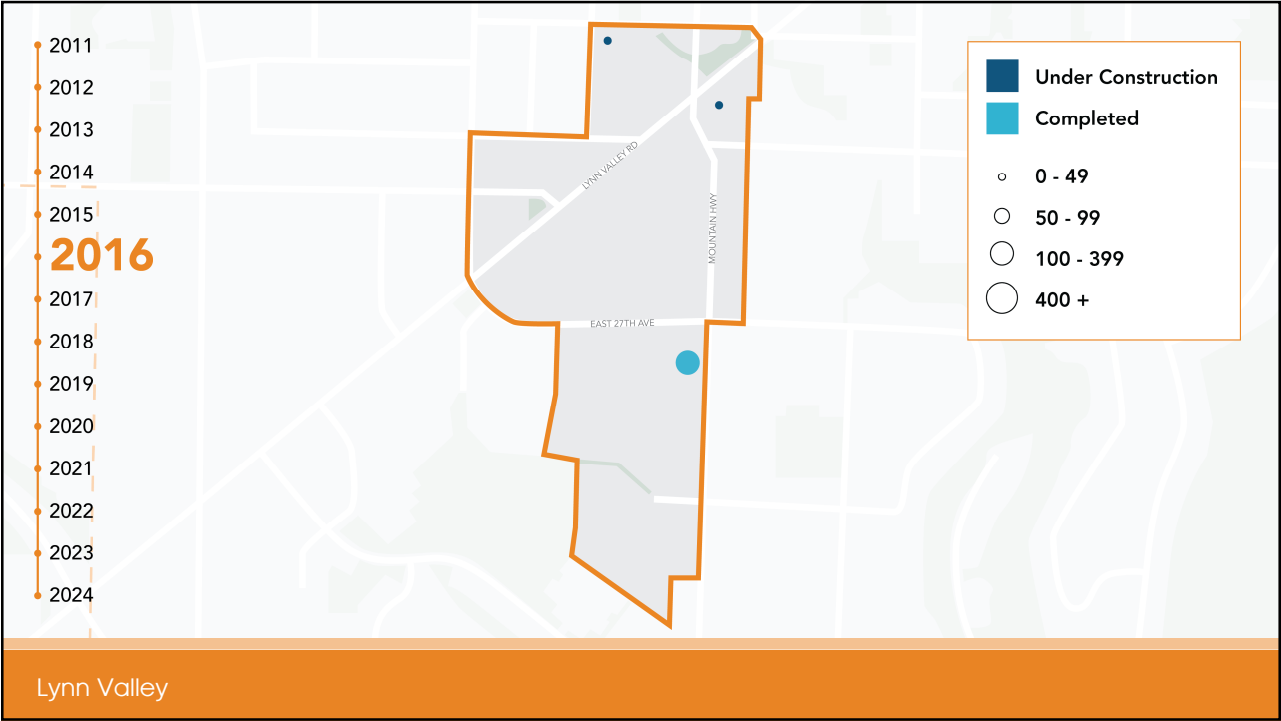 2011
2012
2013
2014
2015
2016
2017
2018
2019
2020
2021
2022
2023
2024
LYNN VALLEY RD
MOUNTAIN HWY
EAST 27TH AVE
Under Construction
Completed
0 - 49
50 - 99
100 - 399
400 +
Lynn Valley